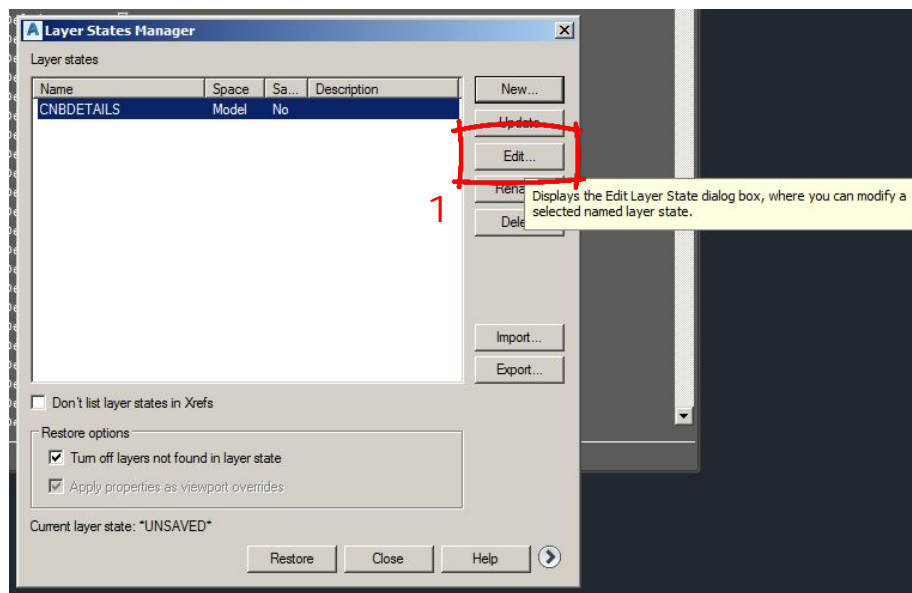 Layer States Manager
Layer states
Name Space Sa... Description
CNBDETAILS Model No
New...
Update
Edit...
1
Displays the Edit Layer State dialog box, where you can modify a
selected named layer state.
Import...
Export...
Don't list layer states in Xrefs
Restore options
Turn off layers not found in layer state
Apply properties as viewport overrides
Current layer state: *UNSAVED*
Restore Close Help